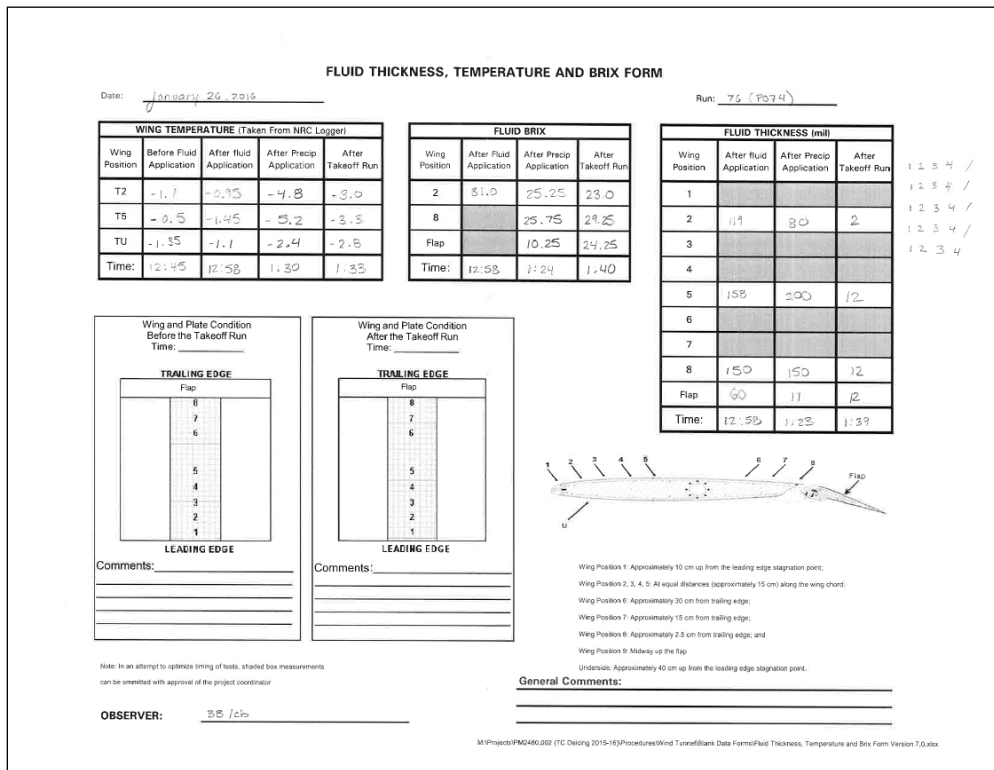 FLUID THICKNESS, TEMPERATURE AND BRIX FORM
Date: January 26, 2016
Run: 76 (P074)
WING TEMPERATURE (Taken From NRC Logger)
Wing Position Before Fluid Application After fluid Application After Precip Application After Takeoff Run
T2 -1.1 -0.95 -4.8 -3.0
T5 -0.5 -1.45 -5.2 -3.3
TU -1.35 -1.1 -2.4 -2.8
Time: 12:45 12:58 1:30 1:33
FLUID BRIX
Wing Position After Fluid Application After Precip Application After Takeoff Run
2 31.0 25.25 23.0
8 25.75 29.25
Flap 10.25 24.25
Time: 12:58 1:24 1:40
FLUID THICKNESS (mil)
Wing Position After fluid Application After Precip Application After Takeoff Run
1
2 119 80 2
3
4
5 158 200 12
6
7
8 150 150 12
Flap 60 11 12
Time: 12:58 1:23 1:39
1 2 3 4 /
1 2 3 4 /
1 2 3 4 /
1 2 3 4 /
1 2 3 4
Wing and Plate Condition
Before the Takeoff Run
Time:
TRAILING EDGE
Flap
8
7
6
5
4
3
2
1
LEADING EDGE
Comments:
Wing and Plate Condition
After the Takeoff Run
Time:
TRAILING EDGE
Flap
8
7
6
5
4
3
2
1
LEADING EDGE
Comments:
1 2 3 4 5 6 7 8 Flap
U
Wing Position 1: Approximately 10 cm up from the leading edge stagnation point;
Wing Position 2, 3, 4, 5: At equal distances (approximately 15 cm) along the wing chord;
Wing Position 6: Approximately 30 cm from trailing edge;
Wing Position 7: Approximately 15 cm from trailing edge;
Wing Position 8: Approximately 2.5 cm from trailing edge; and
Wing Position 9: Midway up the flap
Underside: Approximately 40 cm up from the leading edge stagnation point.
Note: In an attempt to optimize timing of tests, shaded box measurements
can be ommitted with approval of the project coordinator
General Comments:
OBSERVER: BB / cb
M:\Projects\PM2480.002 (TC Deicing 2015-16)\Procedures\Wind Tunnel\Blank Data Forms\Fluid Thickness, Temperature and Brix Form Version 7.0.xlsx